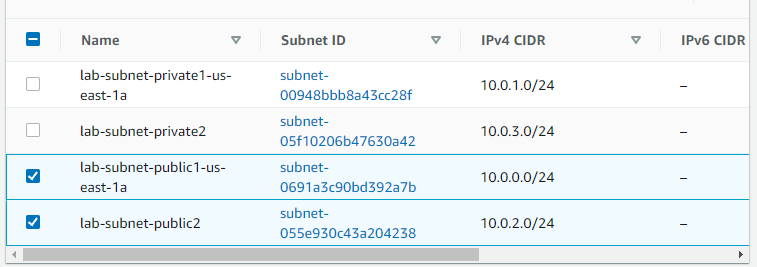 Name Subnet ID IPv4 CIDR IPv6 CIDR
lab-subnet-private1-us-
east-1a
subnet-
00948bbb8a43cc28f
10.0.1.0/24
–
lab-subnet-private2
subnet-
05f10206b47630a42
10.0.3.0/24
–
lab-subnet-public1-us-
east-1a
subnet-
0691a3c90bd392a7b
10.0.0.0/24
–
lab-subnet-public2
subnet-
055e930c43a204238
10.0.2.0/24
–